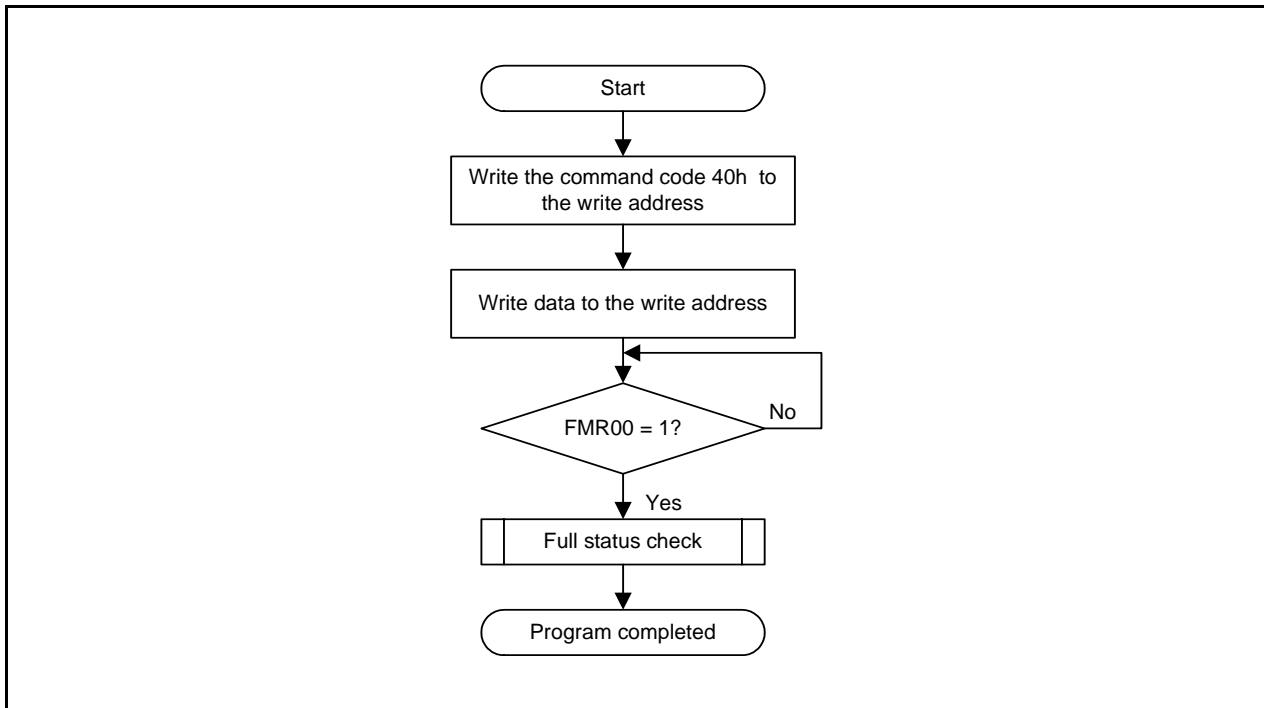 Start
Write the command code 40h to
the write address
Write data to the write address
FMR00 = 1?
No
Yes
Full status check
Program completed